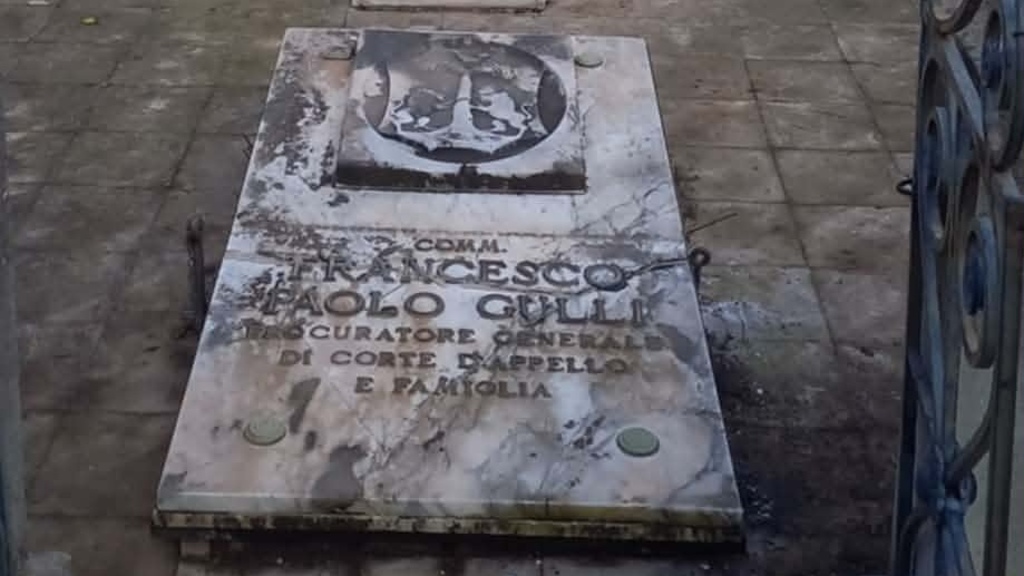 COMM.
FRANCESCO
PAOLO GULLI
PROCURATORE GENERALE
DI CORTE D'APPELLO
E FAMIGLIA